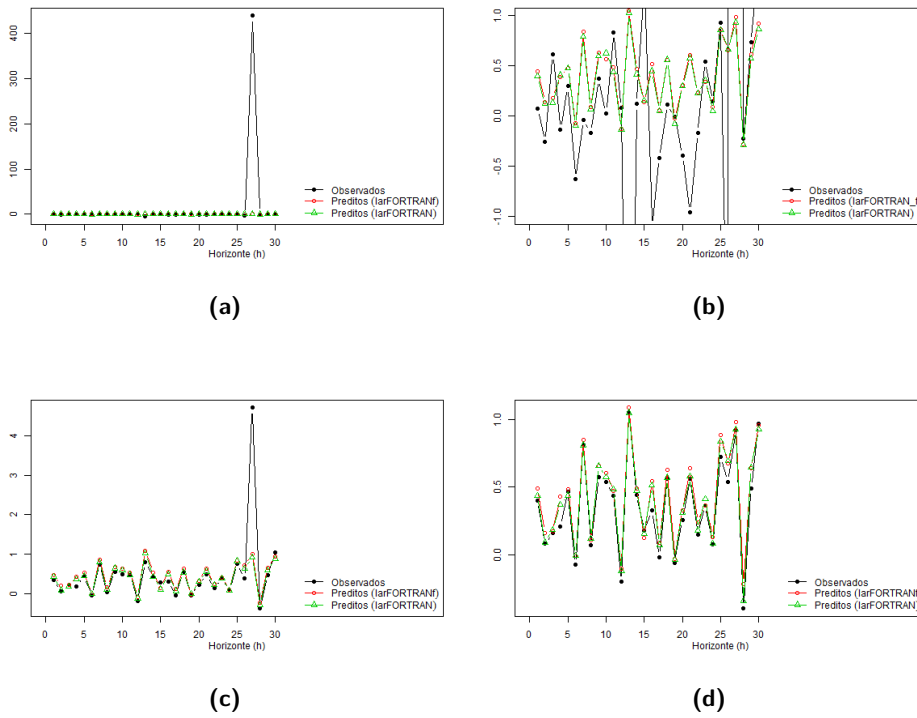 400
300
200
100
0
0 5 10 15 20 25 30
Horizonte (h)
Observados
Preditos (larFORTRANf)
Preditos (larFORTRAN)
(a)
1.0
0.5
0.0
-0.5
-1.0
0 5 10 15 20 25 30
Horizonte (h)
Observados
Preditos (larFORTRAN_f
Preditos (larFORTRAN)
(b)
4
3
2
1
0
0 5 10 15 20 25 30
Horizonte (h)
Observados
Preditos (larFORTRANf)
Preditos (larFORTRAN)
(c)
1.0
0.5
0.0
0 5 10 15 20 25 30
Horizonte (h)
Observados
Preditos (larFORTRANf)
Preditos (larFORTRAN)
(d)